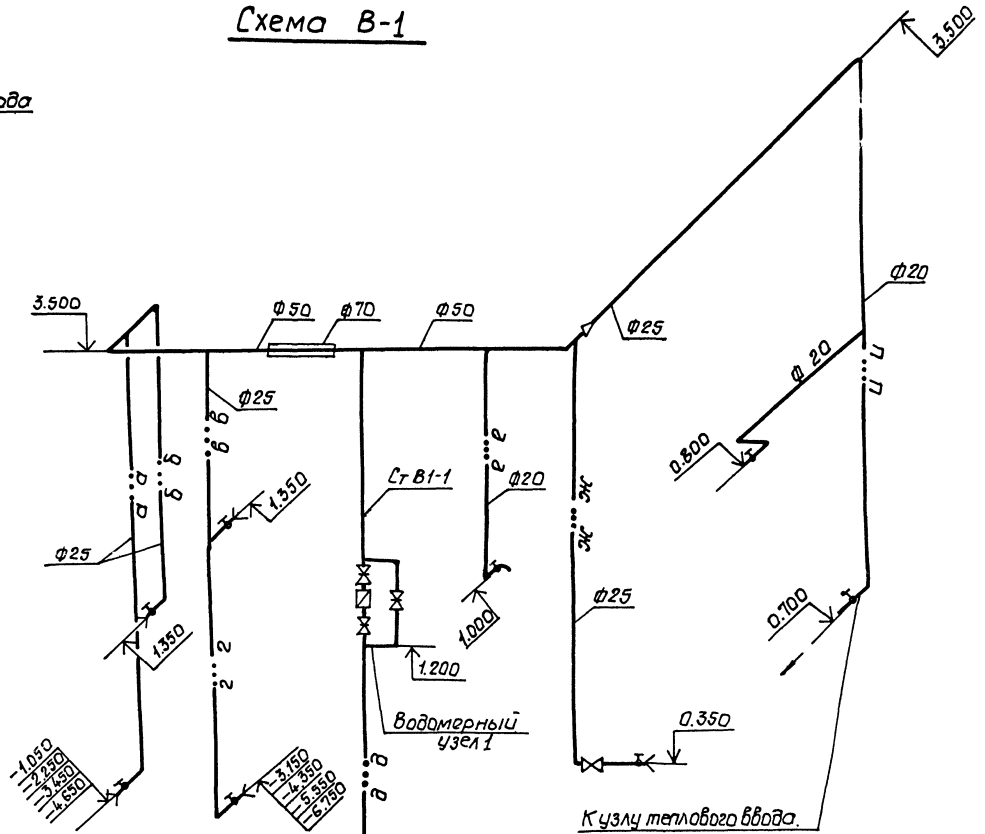 Схема В-1
ода
3.500
3.500
ф50
ф70
ф50
ф25
ф20
ф25
в
в
ф 20
п
п
е
е
0.800
а
а
б
б
Ст В1-1
ф20
ж
ж
1.350
ф25
ф25
1.000
0.700
1.350
г
г
1.200
Водомерный
узел 1
0.350
д
д
-1.050
-2.250
-3.450
-4.650
-3.150
-4.350
-5.550
-6.750
К узлу теплового ввода.